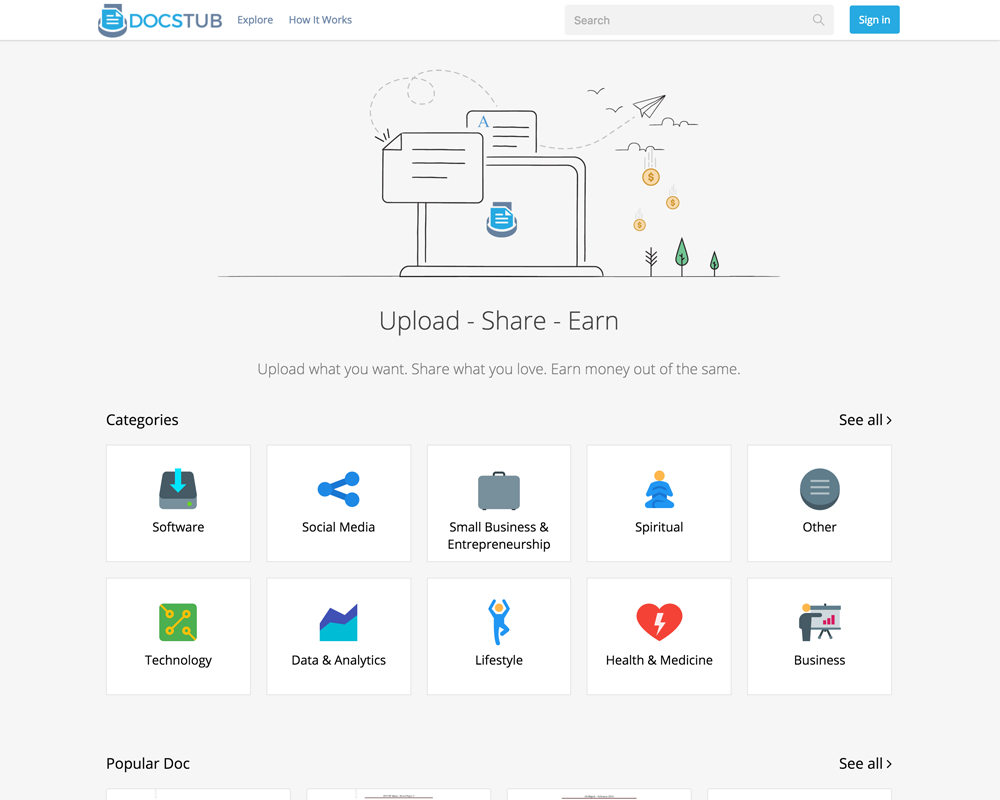 DOCSTUB
Explore
How It Works
Search
Sign in
A
Upload - Share - Earn
Upload what you want. Share what you love. Earn money out of the same.
Categories
See all
Software
Social Media
Small Business &
Entrepreneurship
Spiritual
Other
Technology
Data & Analytics
Lifestyle
Health & Medicine
Business
Popular Doc
See all